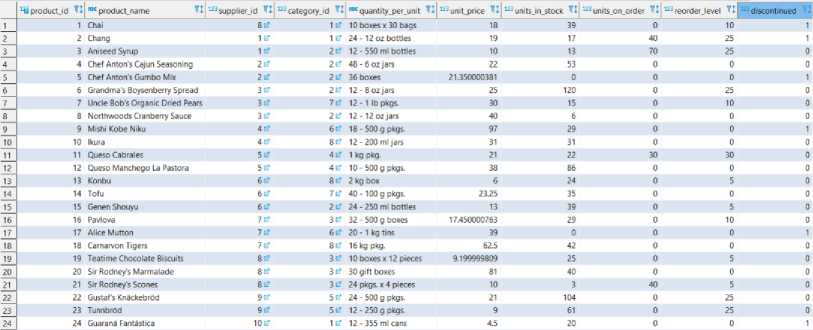 product_id product_name supplier_id category_id quantity_per_unit unit_price units_in_stock units_on_order reorder_level discontinued
1 1 Chai 8 1 10 boxes x 30 bags 18 39 0 10 1
2 2 Chang 1 1 24 - 12 oz bottles 19 17 40 25 1
3 3 Aniseed Syrup 1 2 12 - 550 ml bottles 10 13 70 25 0
4 4 Chef Anton's Cajun Seasoning 2 2 48 - 6 oz jars 22 53 0 0 0
5 5 Chef Anton's Gumbo Mix 2 2 36 boxes 21.350000381 0 0 0 1
6 6 Grandma's Boysenberry Spread 3 2 12 - 8 oz jars 25 120 0 25 0
7 7 Uncle Bob's Organic Dried Pears 3 7 12 - 1 lb pkgs. 30 15 0 10 0
8 8 Northwoods Cranberry Sauce 3 2 12 - 12 oz jars 40 6 0 0 0
9 9 Mishi Kobe Niku 4 6 18 - 500 g pkgs. 97 29 0 0 1
10 10 Ikura 4 8 12 - 200 ml jars 31 31 0 0 0
11 11 Queso Cabrales 5 4 1 kg pkg. 21 22 30 30 0
12 12 Queso Manchego La Pastora 5 4 10 - 500 g pkgs. 38 86 0 0 0
13 13 Konbu 6 8 2 kg box 6 24 0 5 0
14 14 Tofu 6 7 40 - 100 g pkgs. 23.25 35 0 0 0
15 15 Genen Shouyu 6 2 24 - 250 ml bottles 13 39 0 5 0
16 16 Pavlova 7 3 32 - 500 g boxes 17.450000763 29 0 10 0
17 17 Alice Mutton 7 6 20 - 1 kg tins 39 0 0 0 1
18 18 Carnarvon Tigers 7 8 16 kg pkg. 62.5 42 0 0 0
19 19 Teatime Chocolate Biscuits 8 3 10 boxes x 12 pieces 9.199999809 25 0 5 0
20 20 Sir Rodney's Marmalade 8 3 30 gift boxes 81 40 0 0 0
21 21 Sir Rodney's Scones 8 3 24 pkgs. x 4 pieces 10 3 40 5 0
22 22 Gustaf's Knäckebröd 9 5 24 - 500 g pkgs. 21 104 0 25 0
23 23 Tunnbröd 9 5 12 - 250 g pkgs. 9 61 0 25 0
24 24 Guaraná Fantástica 10 1 12 - 355 ml cans 4.5 20 0 0 1